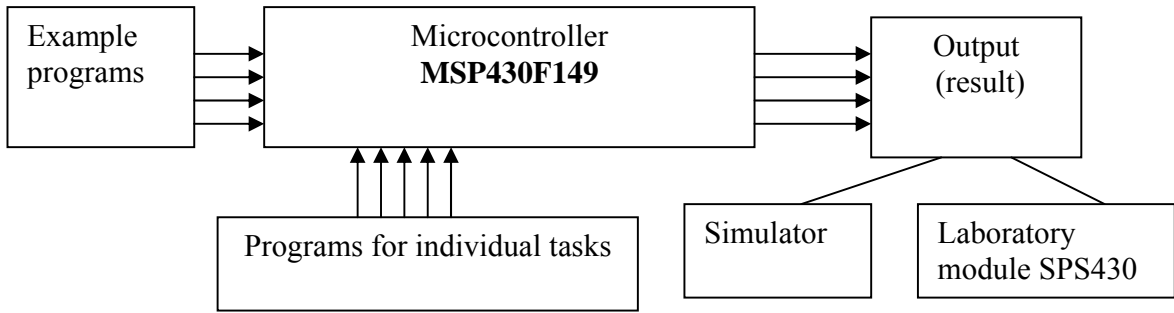 Example
programs
Microcontroller
MSP430F149
Output
(result)
Programs for individual tasks
Simulator
Laboratory
module SPS430